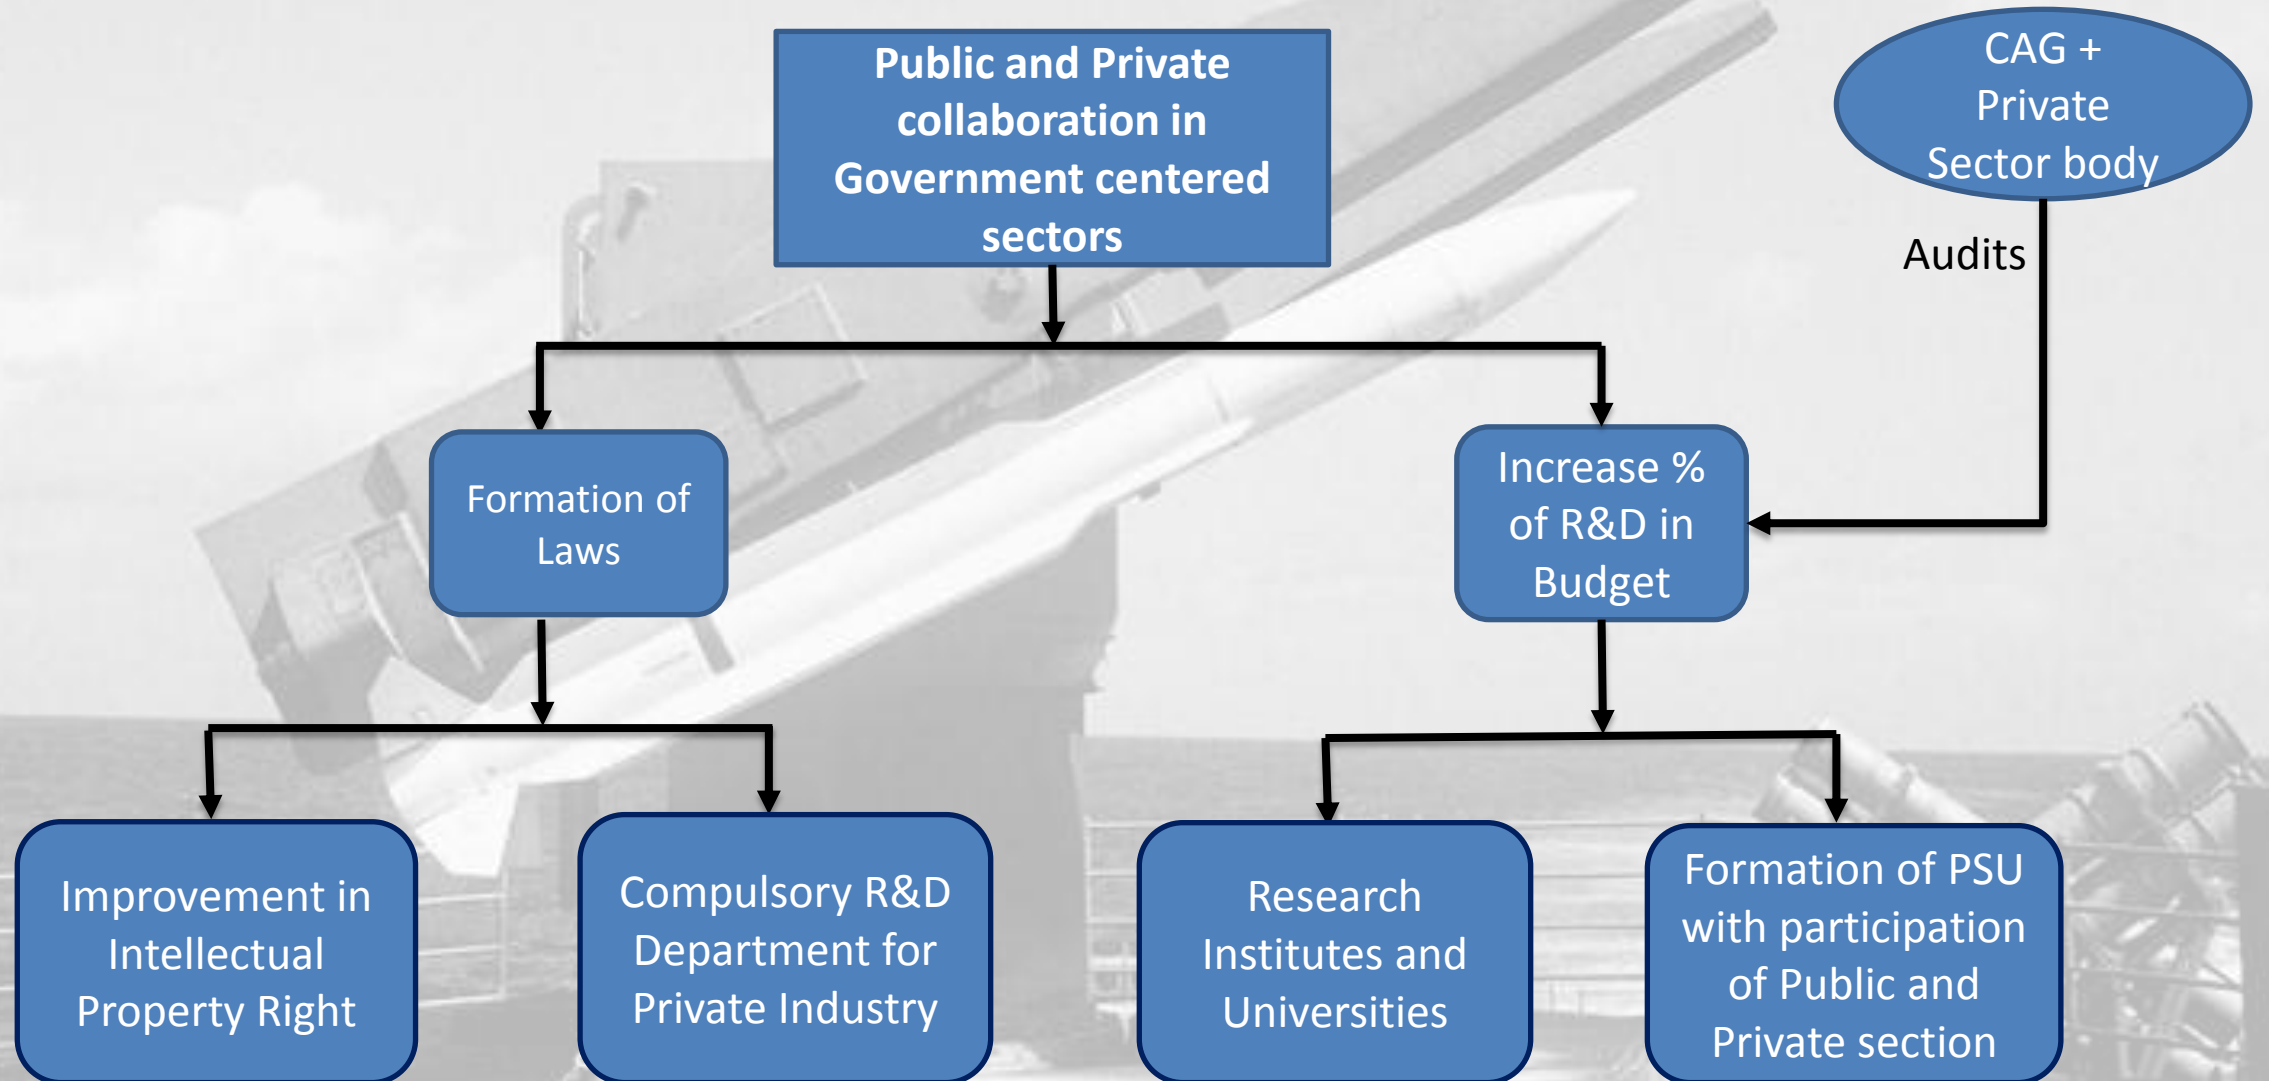 Public and Private
collaboration in
Government centered
sectors
CAG +
Private
Sector body
Audits
Formation of
Laws
Increase %
of R&D in
Budget
Improvement in
Intellectual
Property Right
Compulsory R&D
Department for
Private Industry
Research
Institutes and
Universities
Formation of PSU
with participation
of Public and
Private section